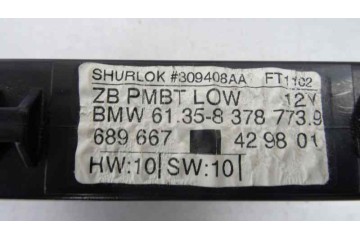 SHURLOK #309408AA FT1102
ZB PMBT LOW 12V
BMW 61.35-8 378 773.9
689 667 42 98 01
HW:10 SW:10